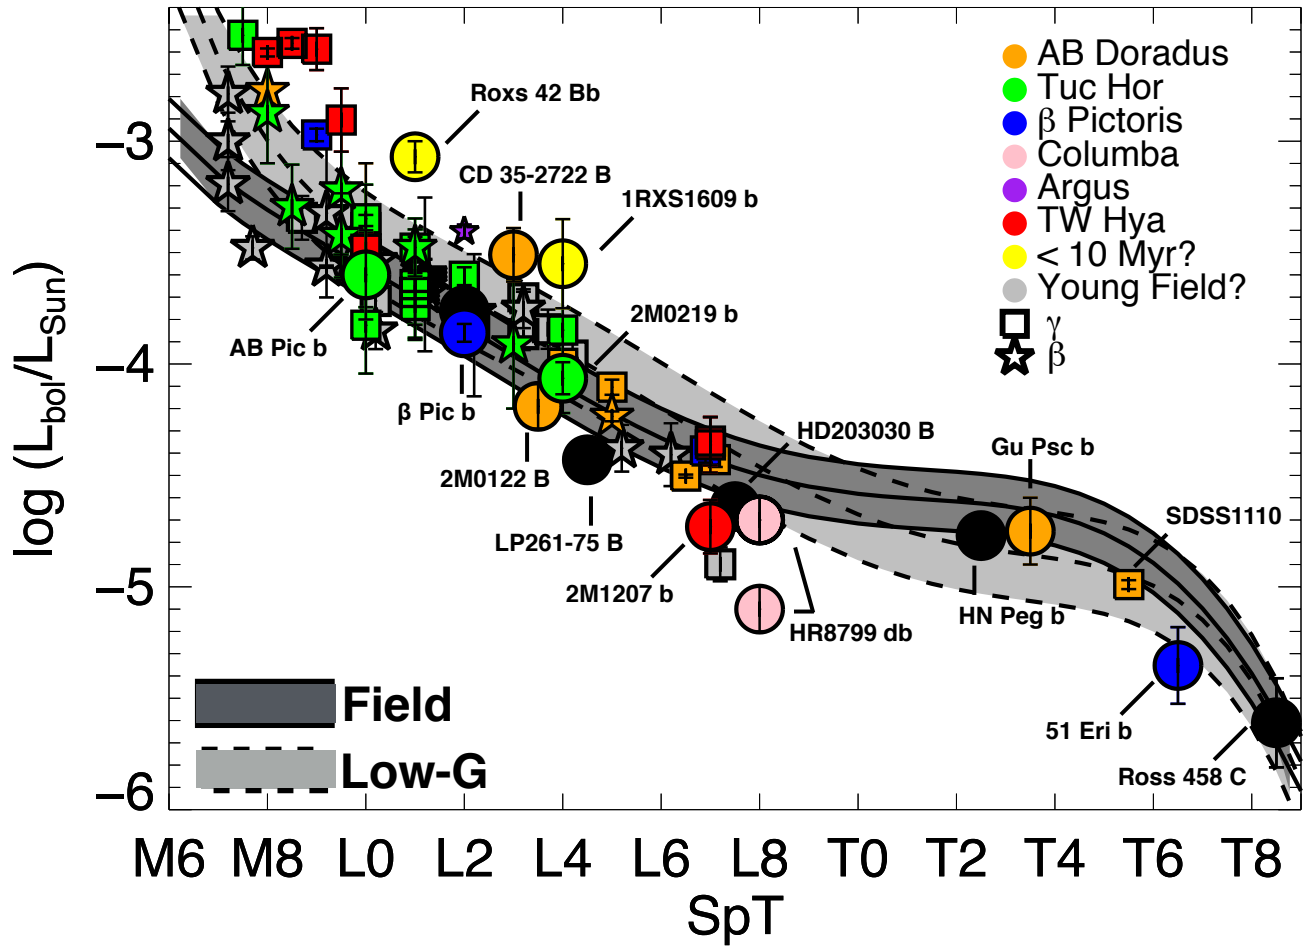 AB Doradus
Tuc Hor
β Pictoris
Columba
Argus
TW Hya
< 10 Myr?
Young Field?
γ
β
Roxs 42 Bb
CD 35-2722 B
1RXS1609 b
2M0219 b
AB Pic b
β Pic b
2M0122 B
LP261-75 B
HD203030 B
2M1207 b
HR8799 db
Gu Psc b
SDSS1110
HN Peg b
51 Eri b
Ross 458 C
Field
Low-G
log (Lbol/LSun)
−3
−4
−5
−6
M6 M8 L0 L2 L4 L6 L8 T0 T2 T4 T6 T8
SpT